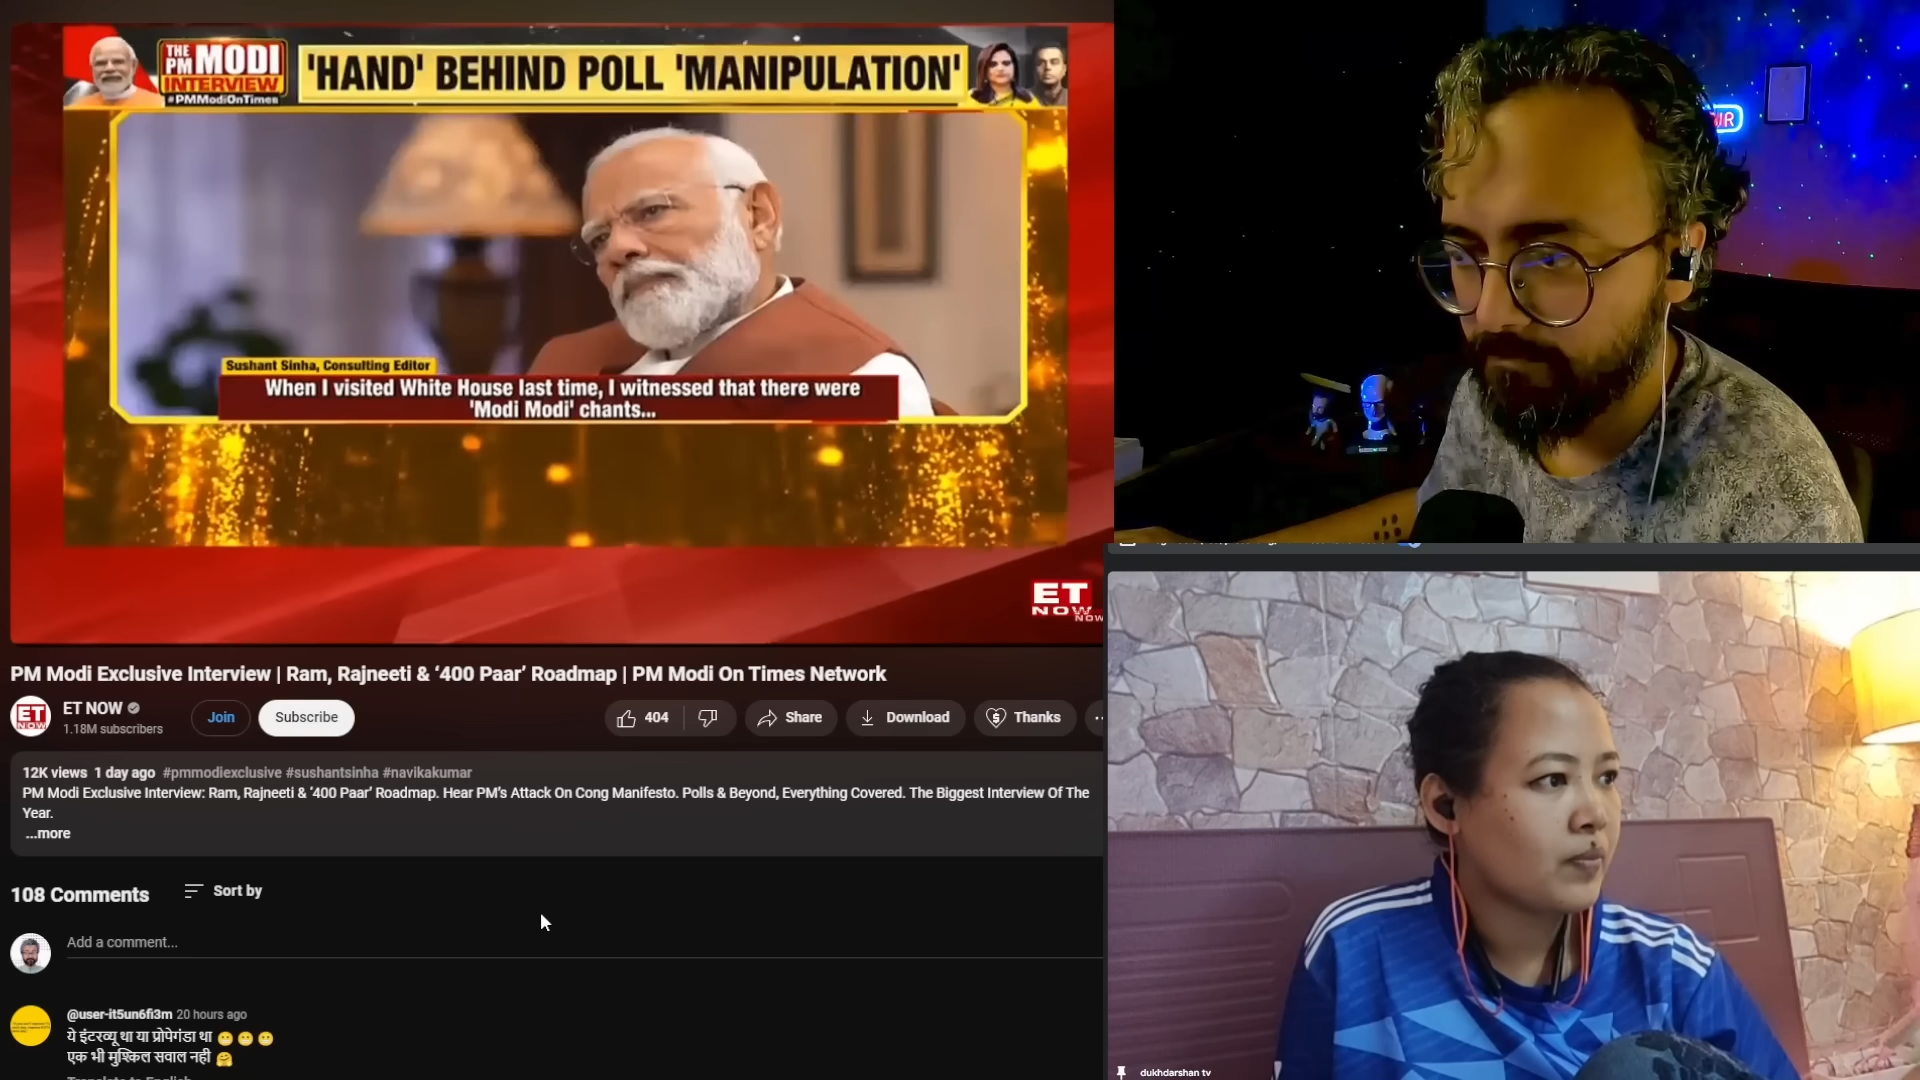 THE PM MODI INTERVIEW
#PMModiOnTimes
'HAND' BEHIND POLL 'MANIPULATION'
Sushant Sinha, Consulting Editor
When I visited White House last time, I witnessed that there were
'Modi Modi' chants...
ET
NOW
NOW
PM Modi Exclusive Interview | Ram, Rajneeti & ‘400 Paar’ Roadmap | PM Modi On Times Network
ET NOW
1.18M subscribers
Join
Subscribe
404
Share
Download
Thanks
12K views 1 day ago #pmmodiexclusive #sushantsinha #navikakumar
PM Modi Exclusive Interview: Ram, Rajneeti & ‘400 Paar’ Roadmap. Hear PM's Attack On Cong Manifesto. Polls & Beyond, Everything Covered. The Biggest Interview Of The
Year.
...more
108 Comments
Sort by
Add a comment...
@user-it5un6fi3m 20 hours ago
ये इंटरव्यू था या प्रोपेगंडा था 😁 😁 😁
एक भी मुश्किल सवाल नही 🤗
Translate to English
dukhdarshan tv